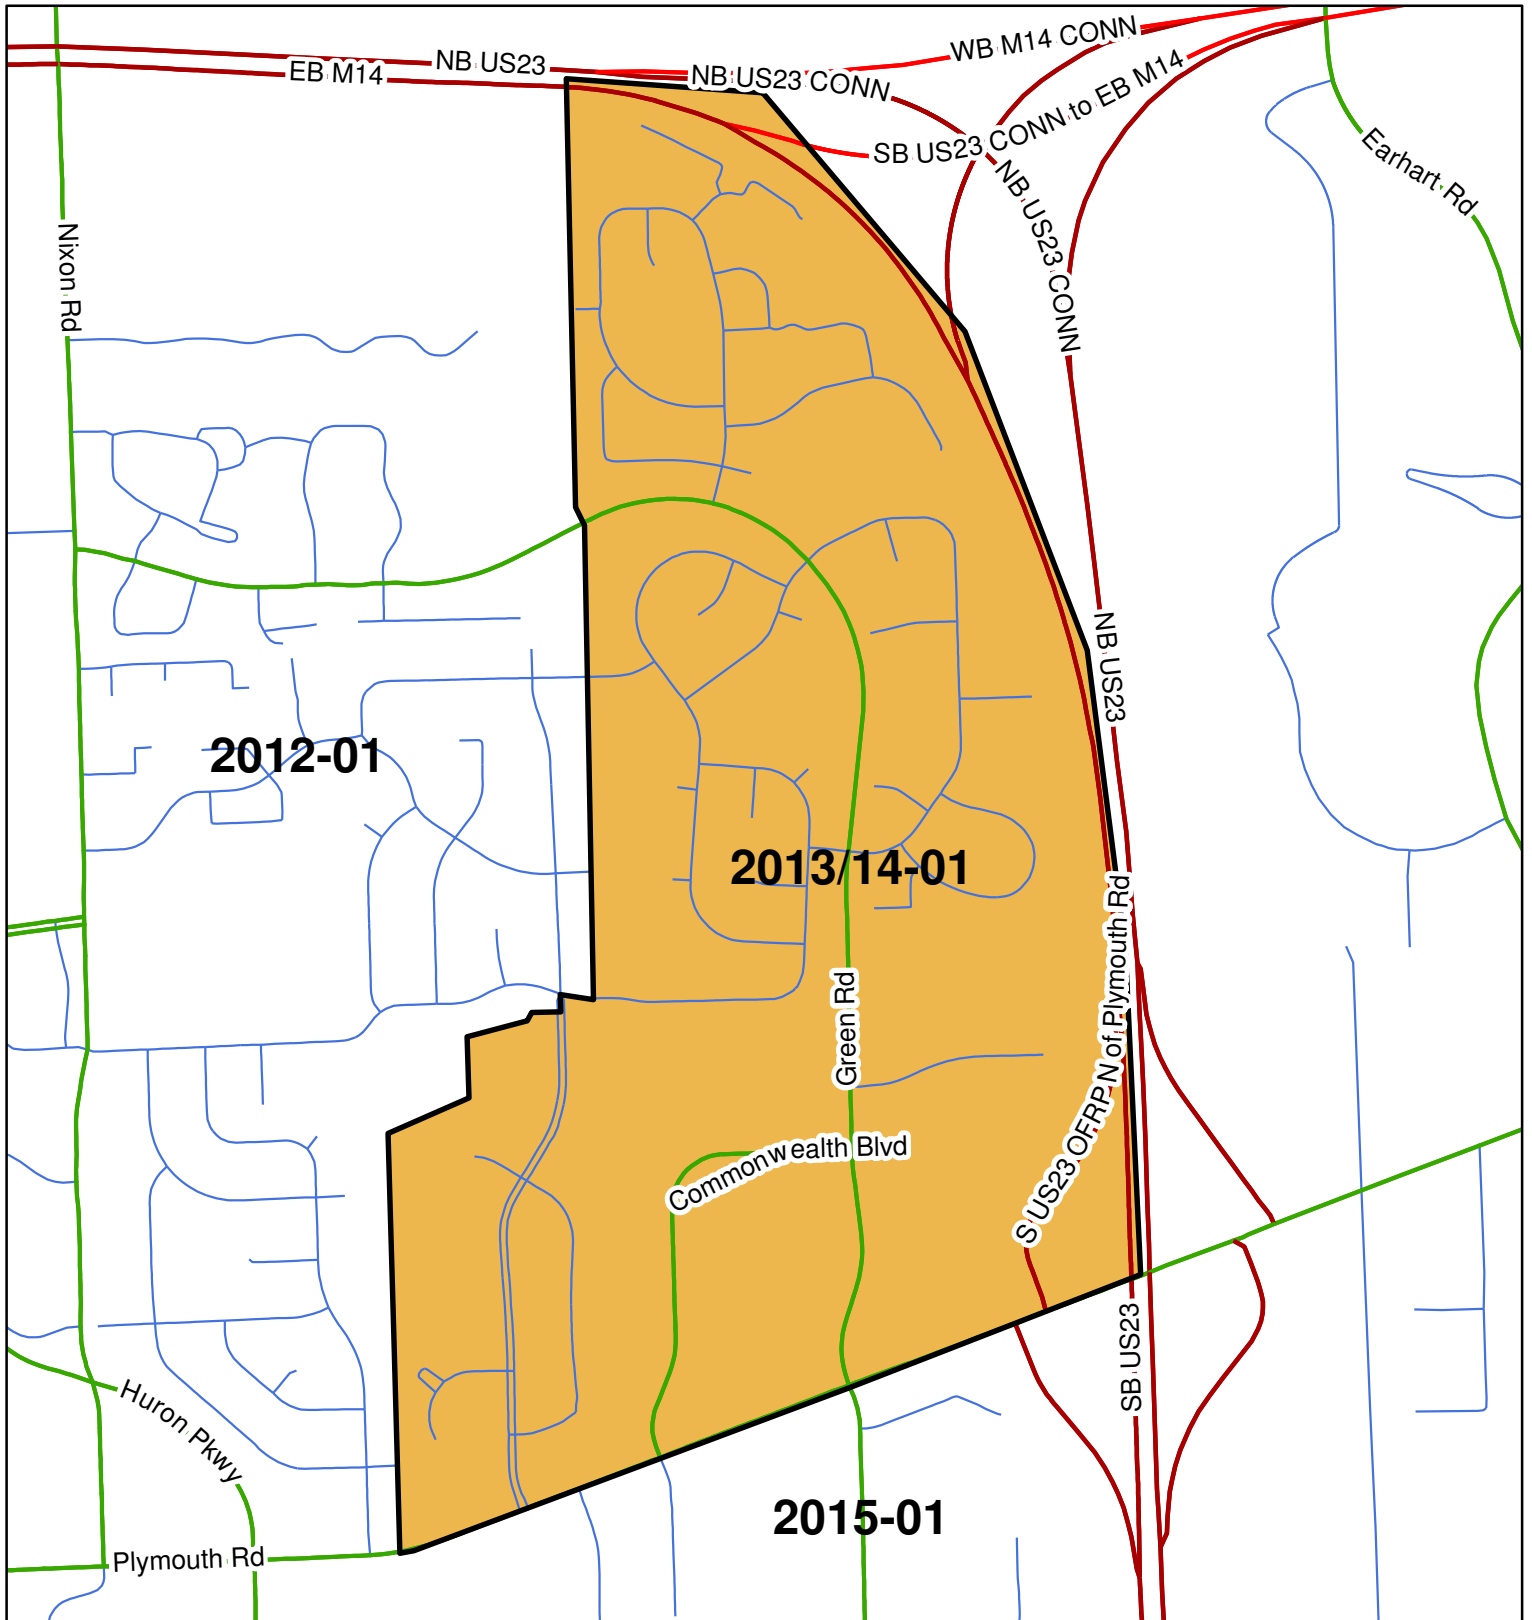 WB M14 CONN
NB US23
EB M14
NB US23 CONN
SB US23 CONN to EB M14
Earhart Rd
NB US23 CONN
Nixon Rd
NB US23
2012-01
2013/14-01
Green Rd
S US23 OFRP N of Plymouth Rd
Commonwealth Blvd
SB US23
Huron Pkwy
2015-01
Plymouth Rd